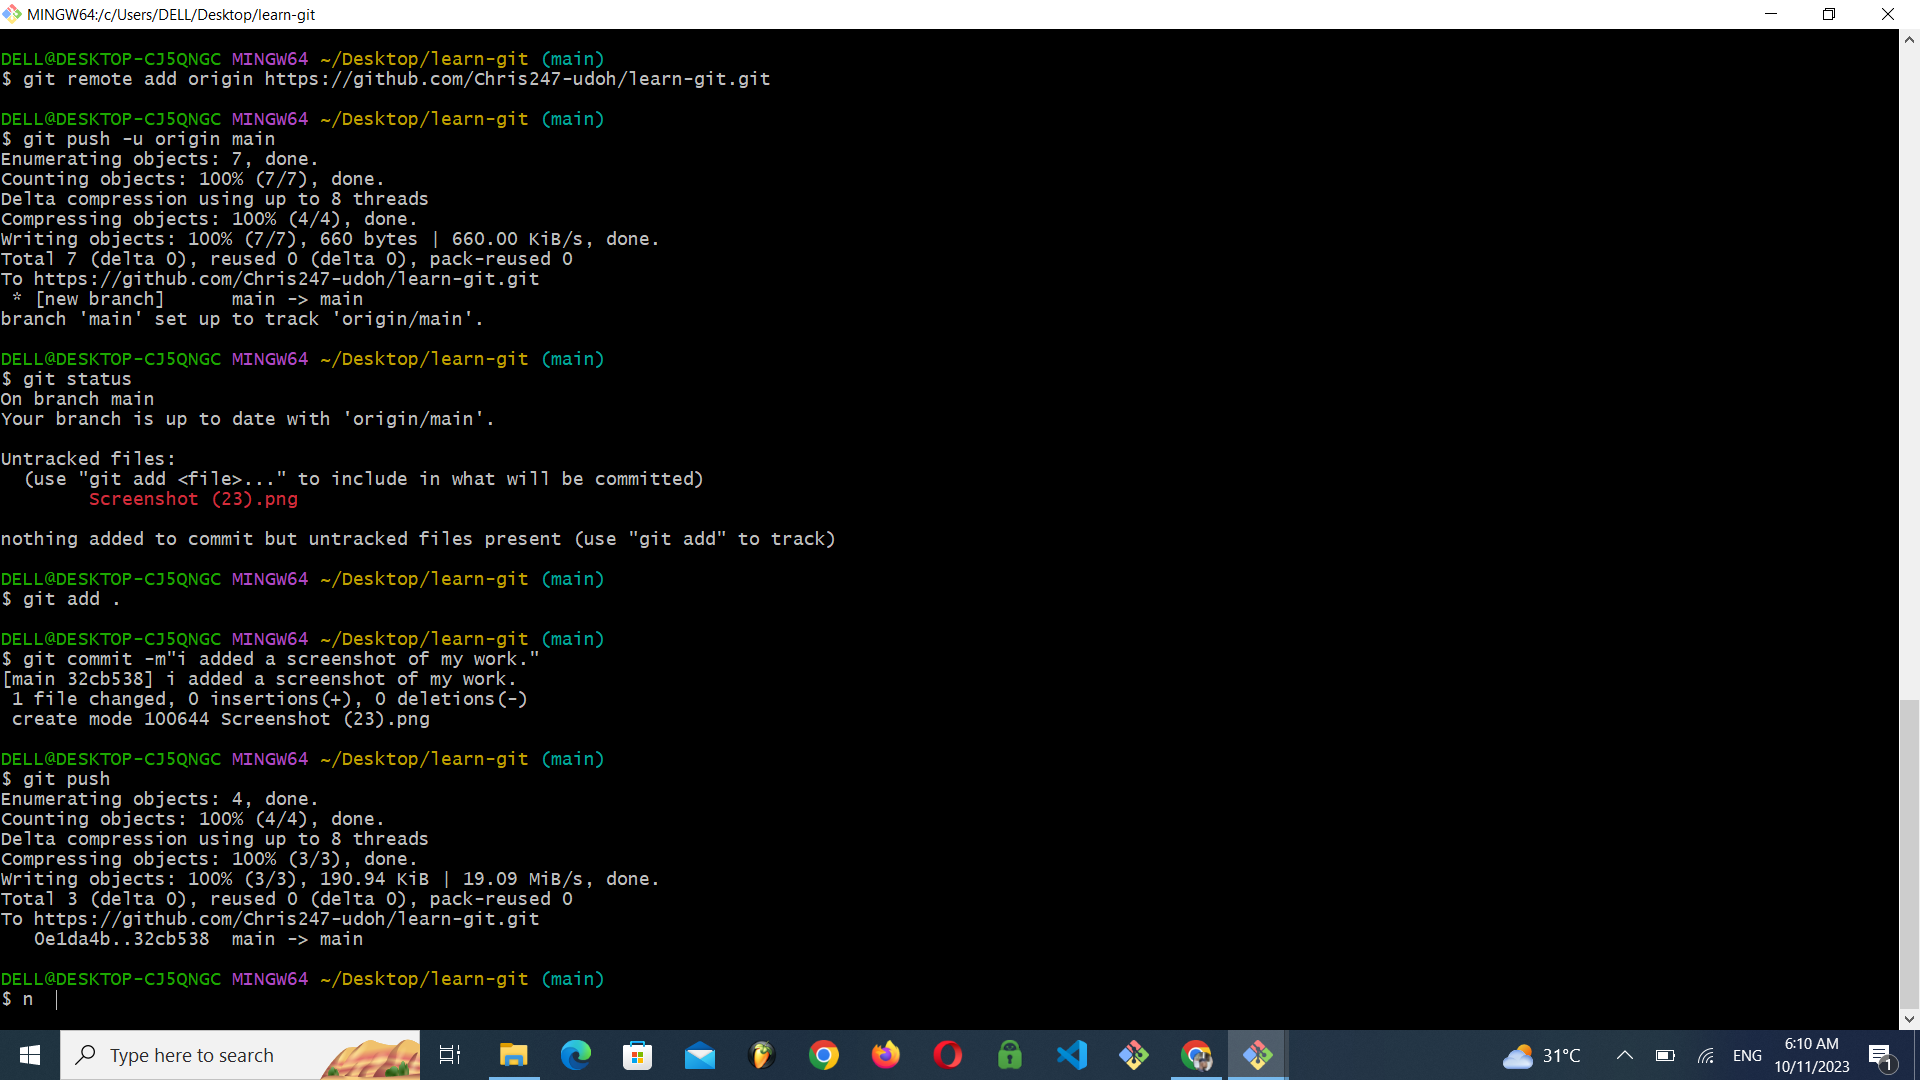 MINGW64:/c/Users/DELL/Desktop/learn-git
DELL@DESKTOP-CJ5QNGC MINGW64 ~/Desktop/learn-git (main)
$ git remote add origin https://github.com/Chris247-udoh/learn-git.git
DELL@DESKTOP-CJ5QNGC MINGW64 ~/Desktop/learn-git (main)
$ git push -u origin main
Enumerating objects: 7, done.
Counting objects: 100% (7/7), done.
Delta compression using up to 8 threads
Compressing objects: 100% (4/4), done.
Writing objects: 100% (7/7), 660 bytes | 660.00 KiB/s, done.
Total 7 (delta 0), reused 0 (delta 0), pack-reused 0
To https://github.com/Chris247-udoh/learn-git.git
 * [new branch]      main -> main
branch 'main' set up to track 'origin/main'.
DELL@DESKTOP-CJ5QNGC MINGW64 ~/Desktop/learn-git (main)
$ git status
On branch main
Your branch is up to date with 'origin/main'.
Untracked files:
  (use "git add <file>..." to include in what will be committed)
        Screenshot (23).png
nothing added to commit but untracked files present (use "git add" to track)
DELL@DESKTOP-CJ5QNGC MINGW64 ~/Desktop/learn-git (main)
$ git add .
DELL@DESKTOP-CJ5QNGC MINGW64 ~/Desktop/learn-git (main)
$ git commit -m"i added a screenshot of my work."
[main 32cb538] i added a screenshot of my work.
 1 file changed, 0 insertions(+), 0 deletions(-)
 create mode 100644 Screenshot (23).png
DELL@DESKTOP-CJ5QNGC MINGW64 ~/Desktop/learn-git (main)
$ git push
Enumerating objects: 4, done.
Counting objects: 100% (4/4), done.
Delta compression using up to 8 threads
Compressing objects: 100% (3/3), done.
Writing objects: 100% (3/3), 190.94 KiB | 19.09 MiB/s, done.
Total 3 (delta 0), reused 0 (delta 0), pack-reused 0
To https://github.com/Chris247-udoh/learn-git.git
   0e1da4b..32cb538  main -> main
DELL@DESKTOP-CJ5QNGC MINGW64 ~/Desktop/learn-git (main)
$ n
Type here to search
31°C
ENG
6:10 AM
10/11/2023
1